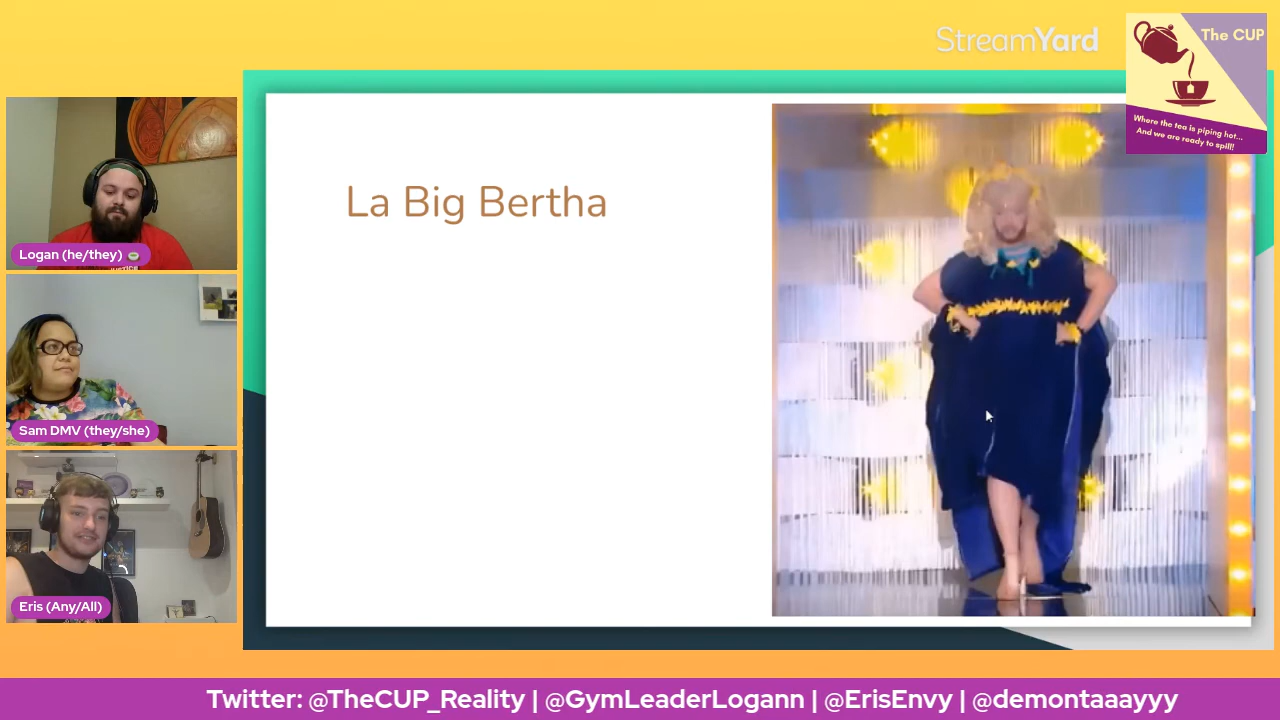 StreamYard
The CUP
Where the tea is piping hot...
And we are ready to spill!
La Big Bertha
Logan (he/they)
Sam DMV (they/she)
Eris (Any/All)
Twitter: @TheCUP_Reality | @GymLeaderLogann | @ErisEnvy | @demontaaayyy